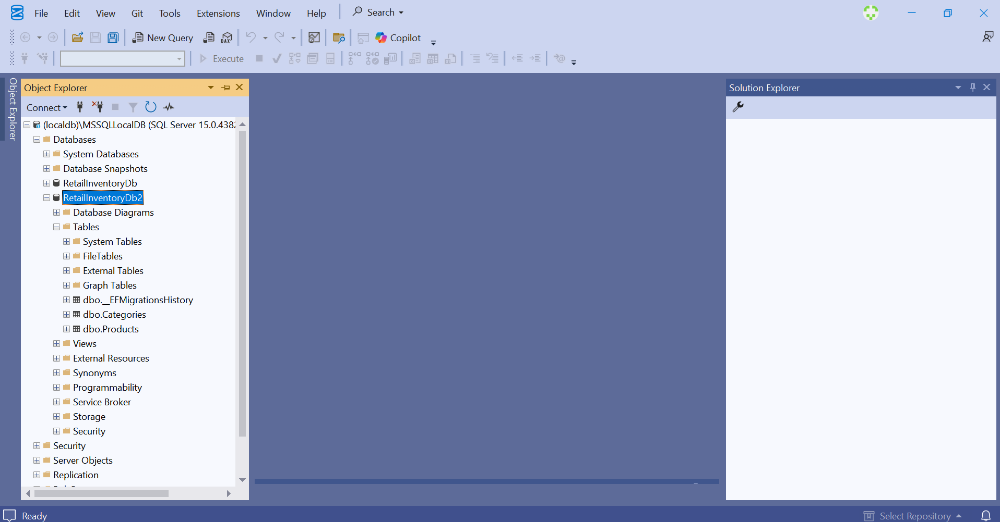 File Edit View Git Tools Extensions Window Help Search
New Query DAX Copilot
Execute
Object Explorer
Object Explorer
Connect
(localdb)\MSSQLLocalDB (SQL Server 15.0.4382
Databases
System Databases
Database Snapshots
RetailInventoryDb
RetailInventoryDb2
Database Diagrams
Tables
System Tables
FileTables
External Tables
Graph Tables
dbo.__EFMigrationsHistory
dbo.Categories
dbo.Products
Views
External Resources
Synonyms
Programmability
Service Broker
Storage
Security
Security
Server Objects
Replication
Solution Explorer
Ready
Select Repository